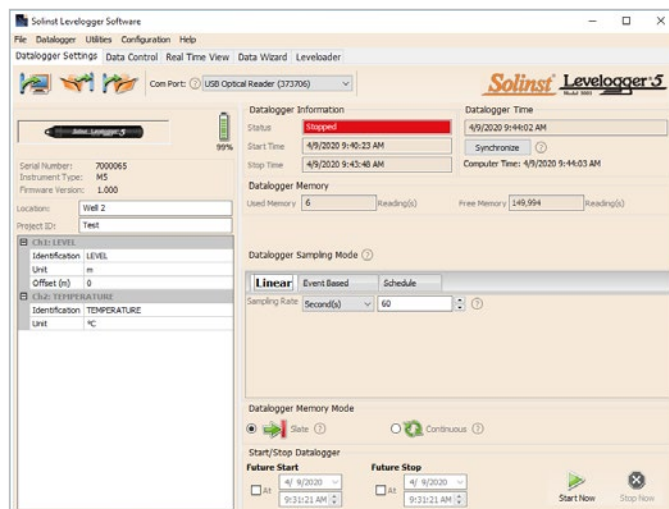 Solinst Levelogger Software
File Datalogger Utilities Configuration Help
Datalogger Settings Data Control Real Time View Data Wizard Leveloader
Com Port: ? USB Optical Reader (373706)
Solinst Levelogger 5
99%
Serial Number: 7000065
Instrument Type: M5
Firmware Version: 1.000
Location: Well 2
Project ID: Test
Ch1: LEVEL
Identification LEVEL
Unit m
Offset (m) 0
Ch2: TEMPERATURE
Identification TEMPERATURE
Unit ºC
Datalogger Information
Status Stopped
Start Time 4/9/2020 9:40:23 AM
Stop Time 4/9/2020 9:43:48 AM
Datalogger Time
4/9/2020 9:44:02 AM
Synchronize ?
Computer Time: 4/9/2020 9:44:03 AM
Datalogger Memory
Used Memory 6 Reading(s) Free Memory 149,994 Reading(s)
Datalogger Sampling Mode ?
Linear Event Based Schedule
Sampling Rate Second(s) 60 ?
Datalogger Memory Mode
Slate ? Continuous ?
Start/Stop Datalogger
Future Start Future Stop
At 4/ 9/2020 At 4/ 9/2020
9:31:21 AM 9:31:21 AM
Start Now Stop Now